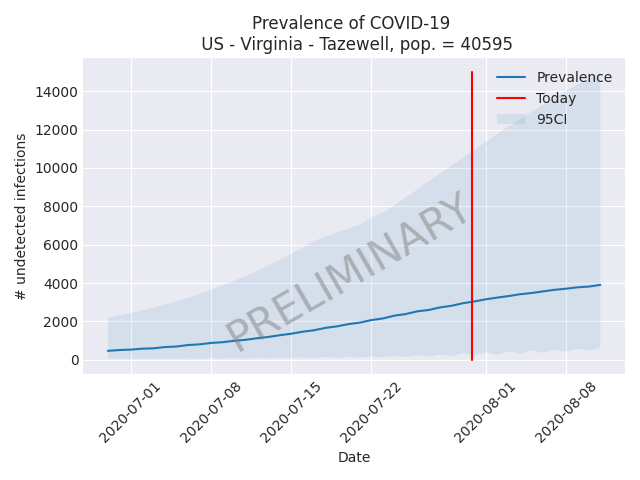 Prevalence of COVID-19
US - Virginia - Tazewell, pop. = 40595
Prevalence
Today
95CI
14000
12000
10000
8000
6000
4000
2000
0
# undetected infections
PRELIMINARY
2020-07-01
2020-07-08
2020-07-15
2020-07-22
2020-08-01
2020-08-08
Date